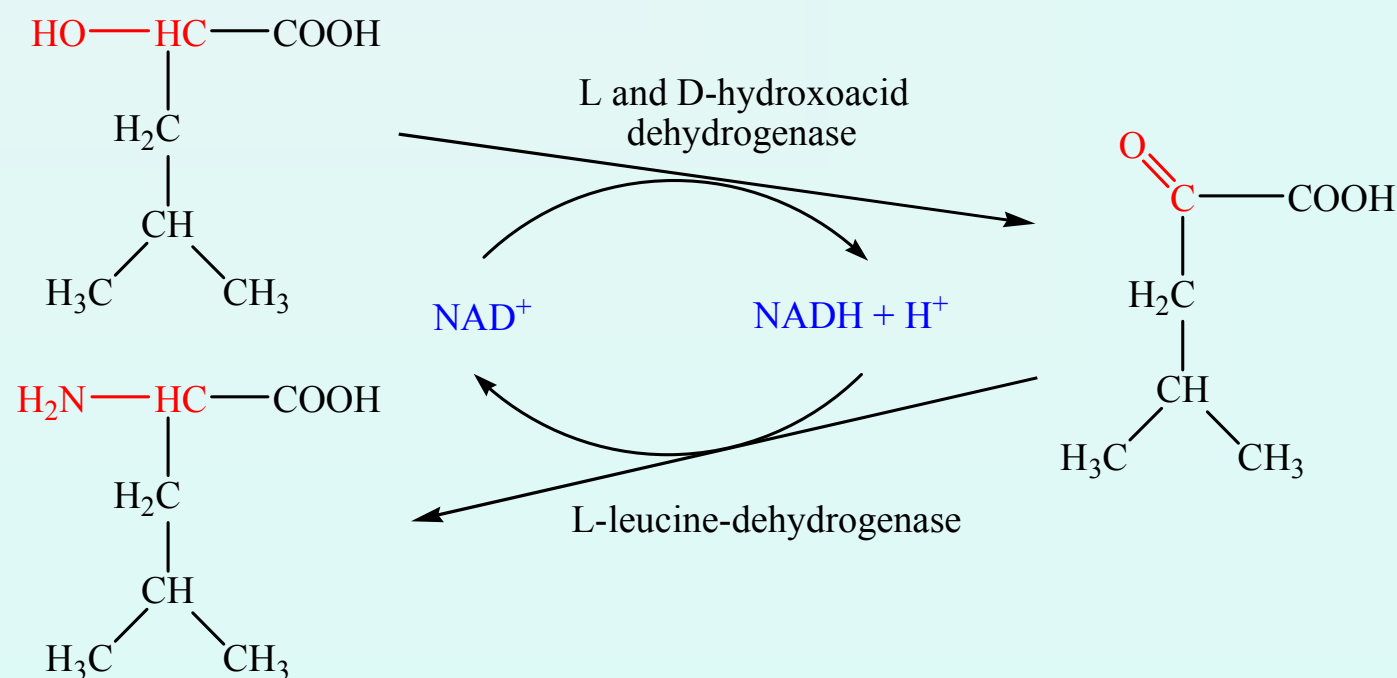 HO HC COOH
H₂C
CH
H₃C CH₃
L and D-hydroxoacid
dehydrogenase
O
C COOH
H₂C
CH
H₃C CH₃
NAD⁺
NADH + H⁺
H₂N HC COOH
H₂C
CH
H₃C CH₃
L-leucine-dehydrogenase